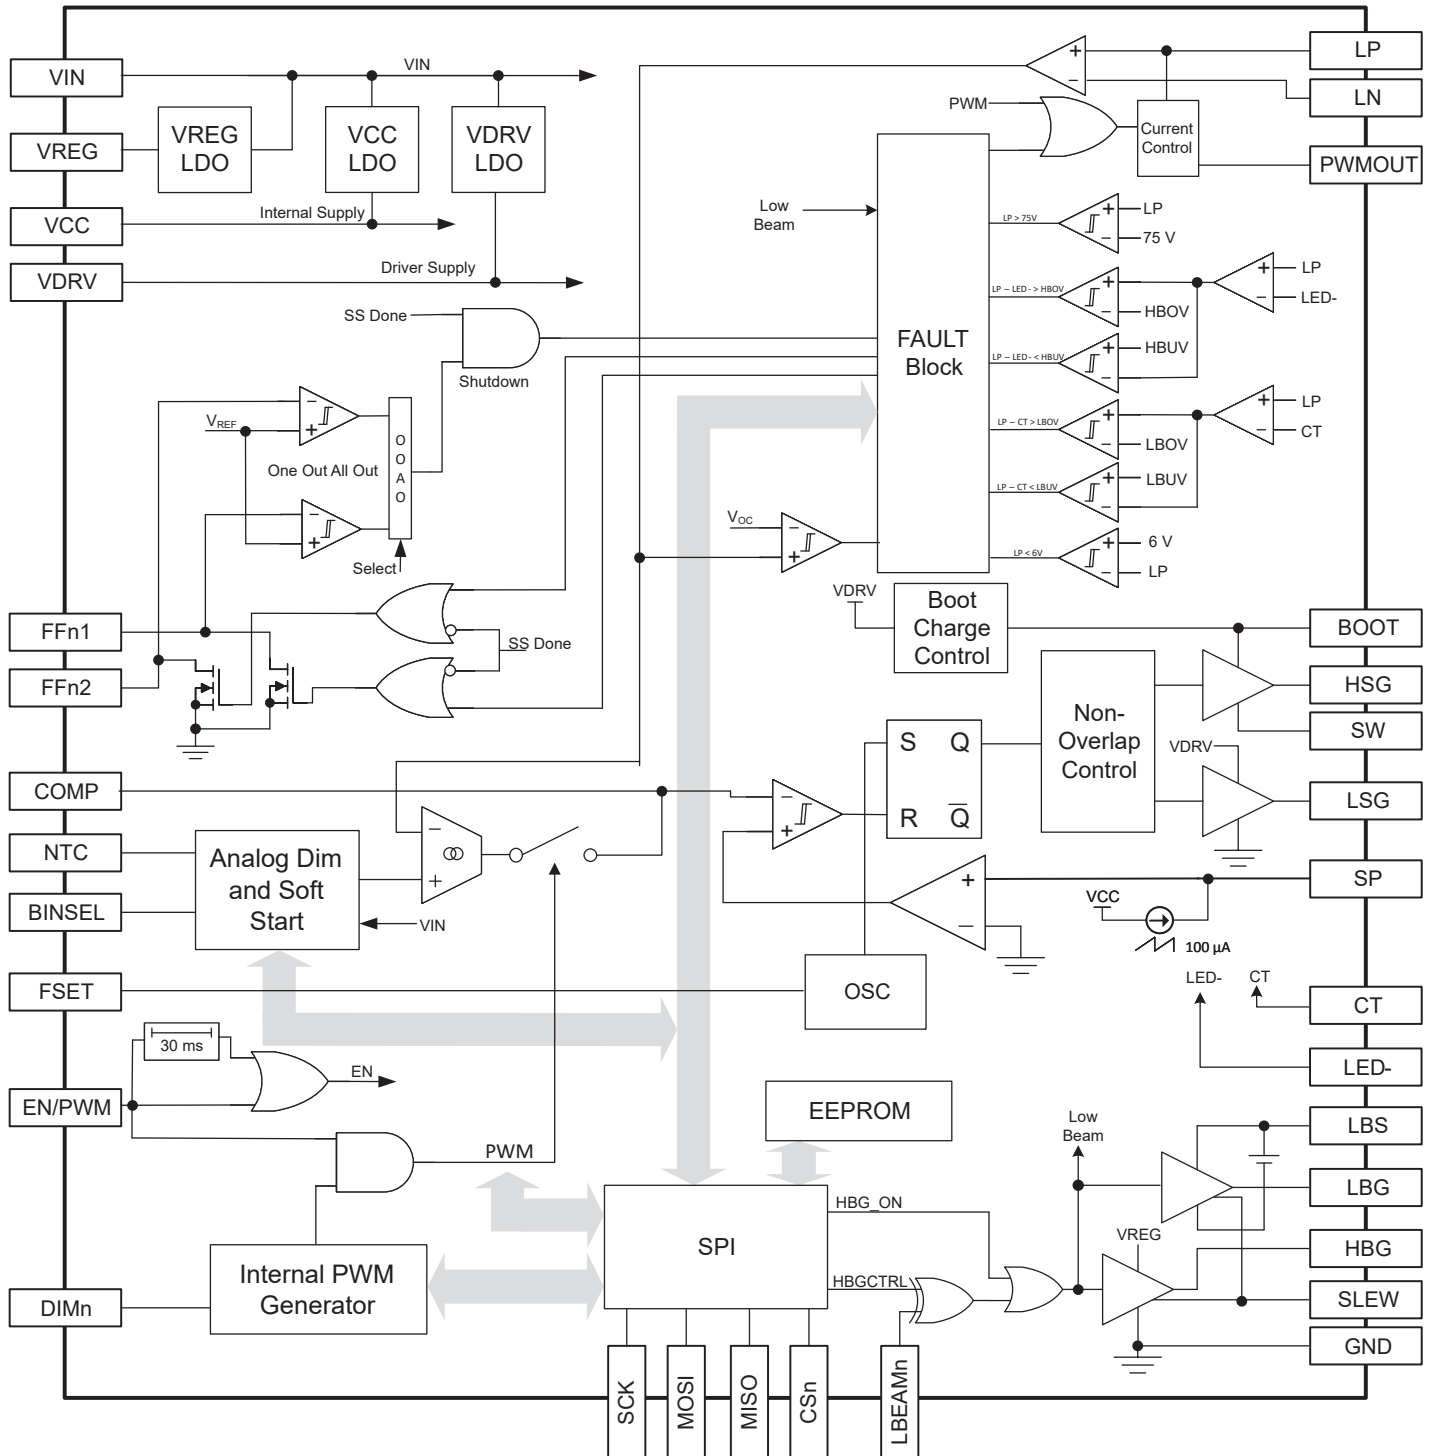 LP
VIN
VIN
+
−
LN
PWM
VREG
VREG
LDO
VCC
LDO
VDRV
LDO
Current
Control
PWMOUT
VCC
Internal Supply
Low
Beam
LP > 75V
+
−
LP
75 V
VDRV
Driver Supply
LP – LED- > HBOV
+
−
HBOV
+
−
LP
LED-
SS Done
Shutdown
FAULT
Block
LP – LED- < HBUV
+
−
HBUV
VREF
−
+
One Out All Out
O
O
A
O
LP – CT > LBOV
+
−
LBOV
+
−
LP
CT
LP – CT < LBUV
+
−
LBUV
−
+
Select
VOC
−
+
LP < 6V
+
−
6 V
LP
VDRV
Boot
Charge
Control
BOOT
FFn1
SS Done
FFn2
HSG
SW
Non-
Overlap
Control
VDRV
LSG
S Q
R Q
COMP
−
+
NTC
BINSEL
Analog Dim
and Soft
Start
−
+
VIN
+
−
VCC
100 µA
SP
FSET
OSC
LED-
CT
CT
LED-
30 ms
EN
EN/PWM
PWM
EEPROM
Low
Beam
LBS
LBG
SPI
HBG_ON
HBGCTRL
VREG
HBG
SLEW
GND
Internal PWM
Generator
DIMn
SCK
MOSI
MISO
CSn
LBEAMn